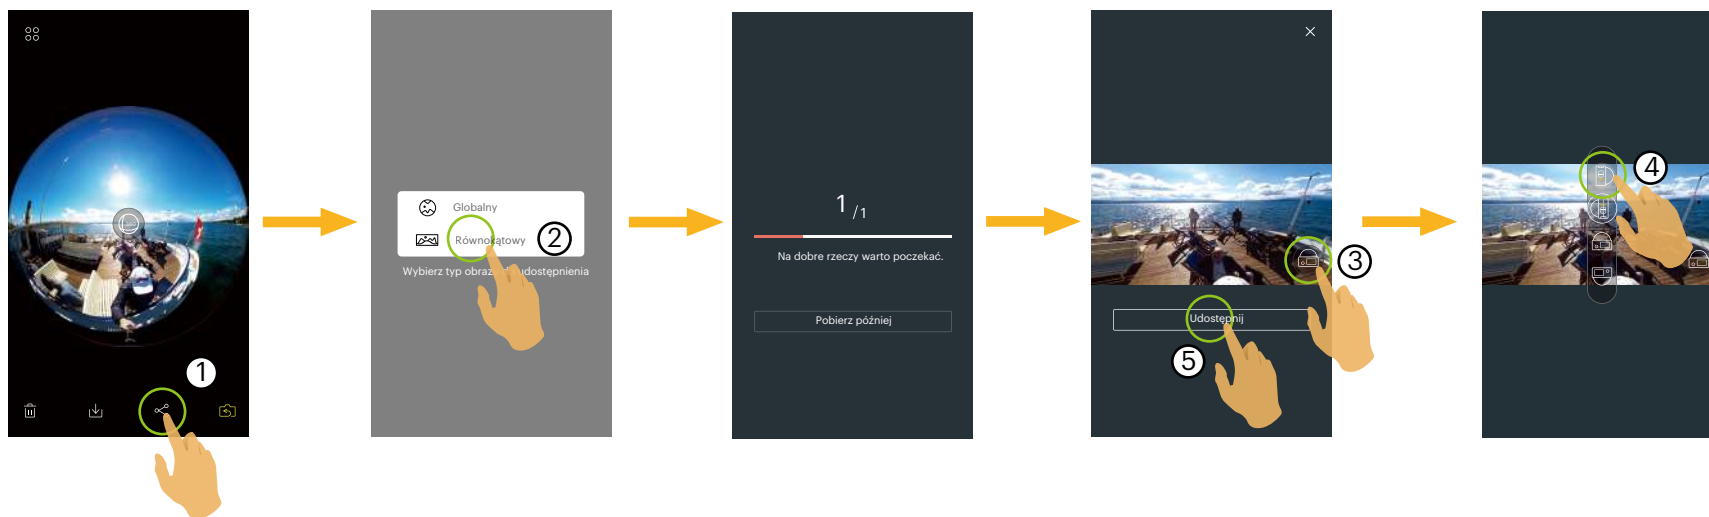 1
Globalny
Równokątowy
2
Wybierz typ obrazu do udostępnienia
1 /1
Na dobre rzeczy warto poczekać.
Pobierz później
3
Udostępnij
5
4